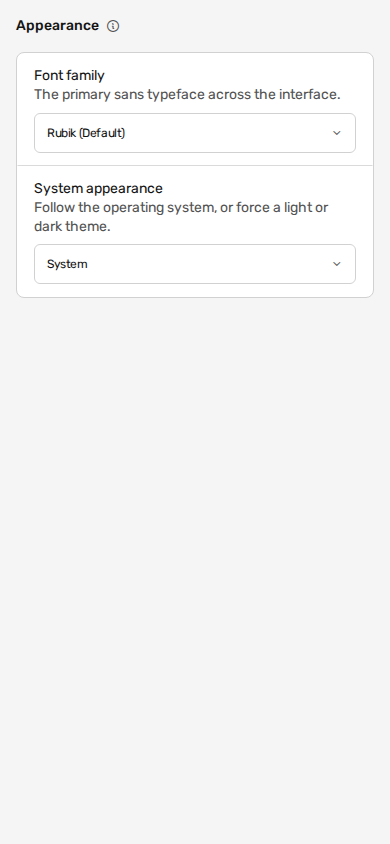 Appearance
Font family
The primary sans typeface across the interface.
Rubik (Default)
System appearance
Follow the operating system, or force a light or
dark theme.
System